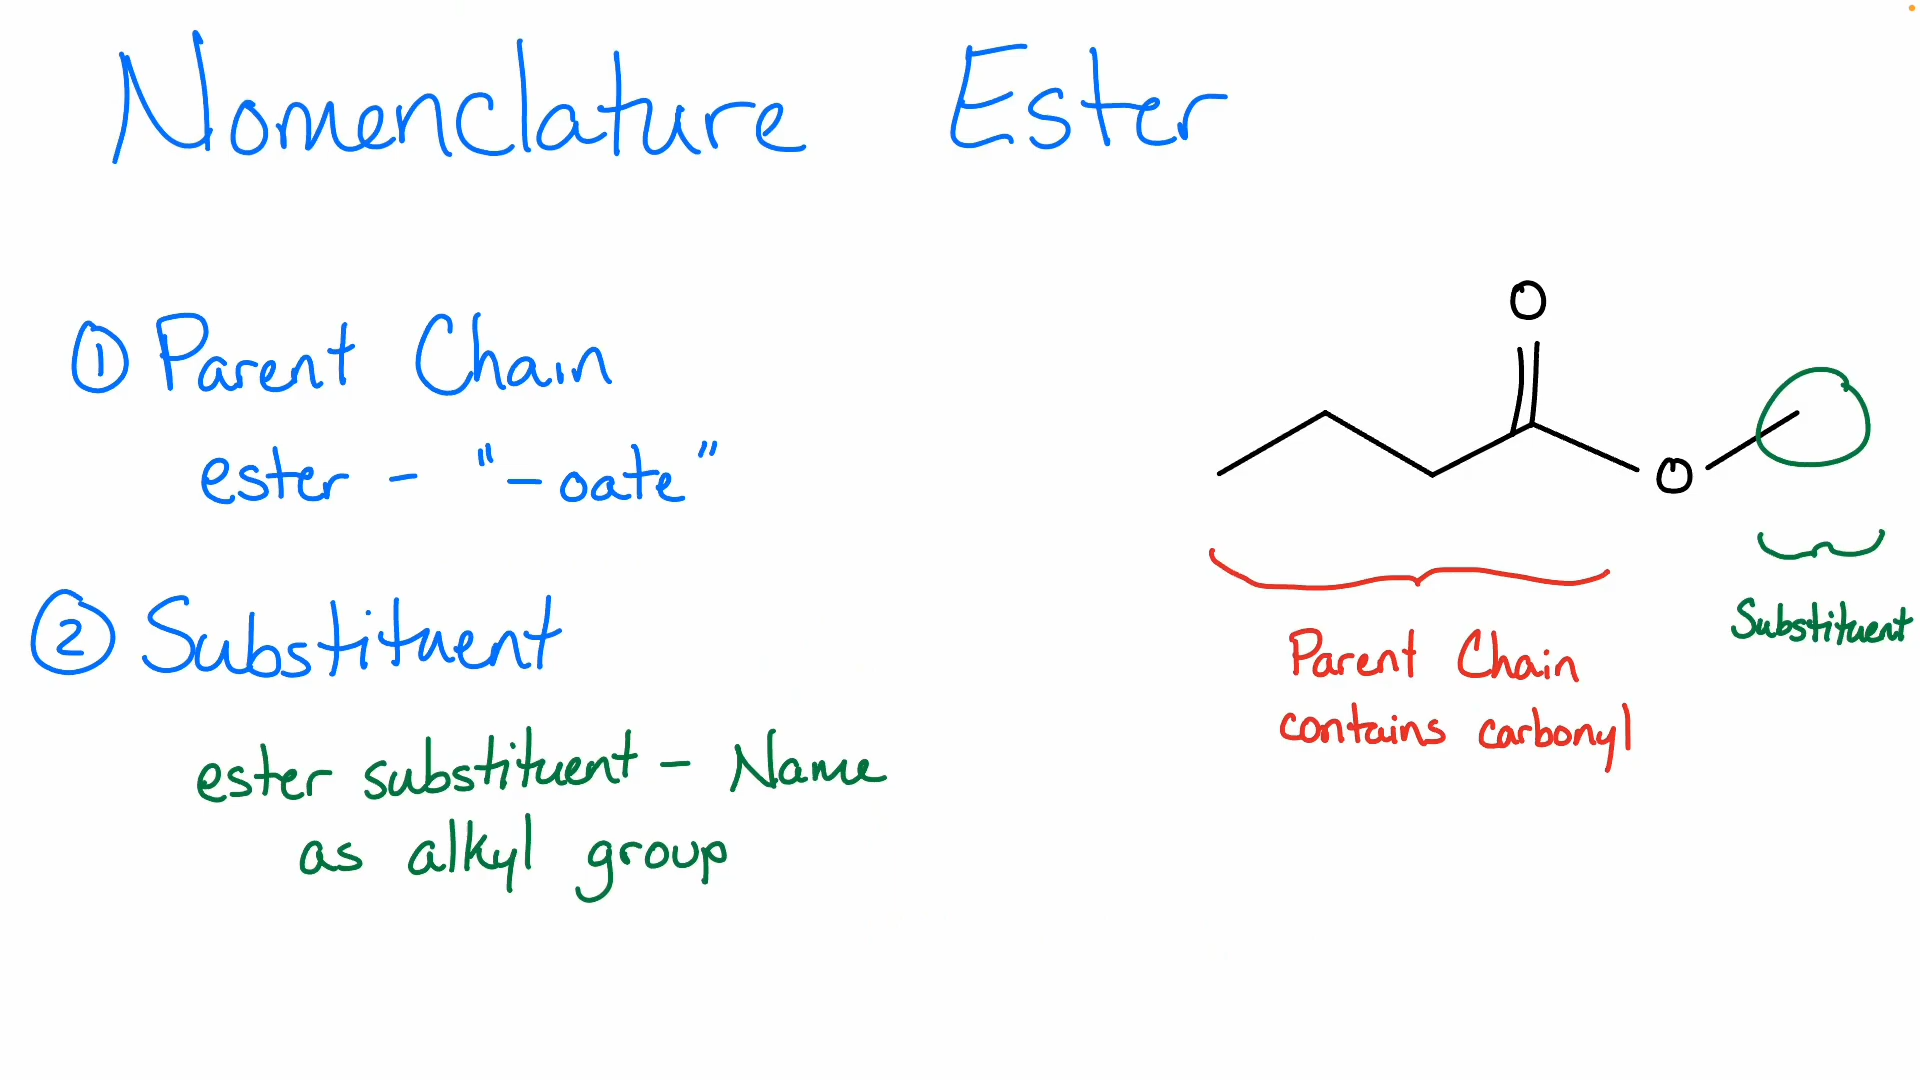 Nomenclature Ester
① Parent Chain
ester - "-oate"
② Substituent
ester substituent - Name
as alkyl group
O
O
Parent Chain
contains carbonyl
Substituent